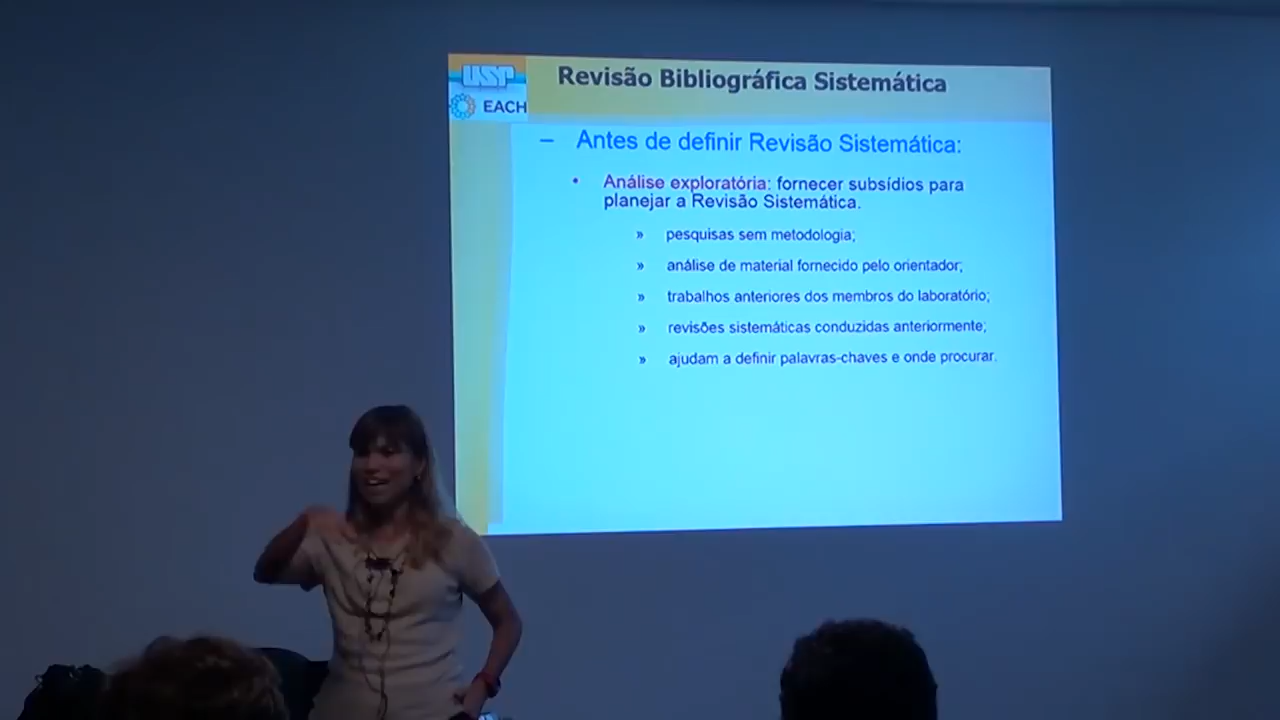 USP
EACH
Revisão Bibliográfica Sistemática
– Antes de definir Revisão Sistemática:
• Análise exploratória: fornecer subsídios para
planejar a Revisão Sistemática.
» pesquisas sem metodologia;
» análise de material fornecido pelo orientador;
» trabalhos anteriores dos membros do laboratório;
» revisões sistemáticas conduzidas anteriormente;
» ajudam a definir palavras-chaves e onde procurar.